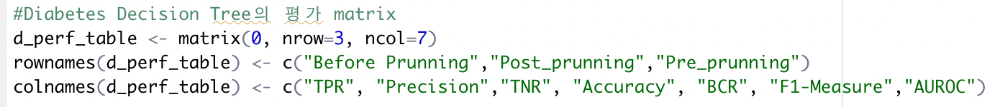 #Diabetes Decision Tree의 평가 matrix
d_perf_table <- matrix(0, nrow=3, ncol=7)
rownames(d_perf_table) <- c("Before Prunning","Post_prunning","Pre_prunning")
colnames(d_perf_table) <- c("TPR", "Precision","TNR", "Accuracy", "BCR", "F1-Measure","AUROC")